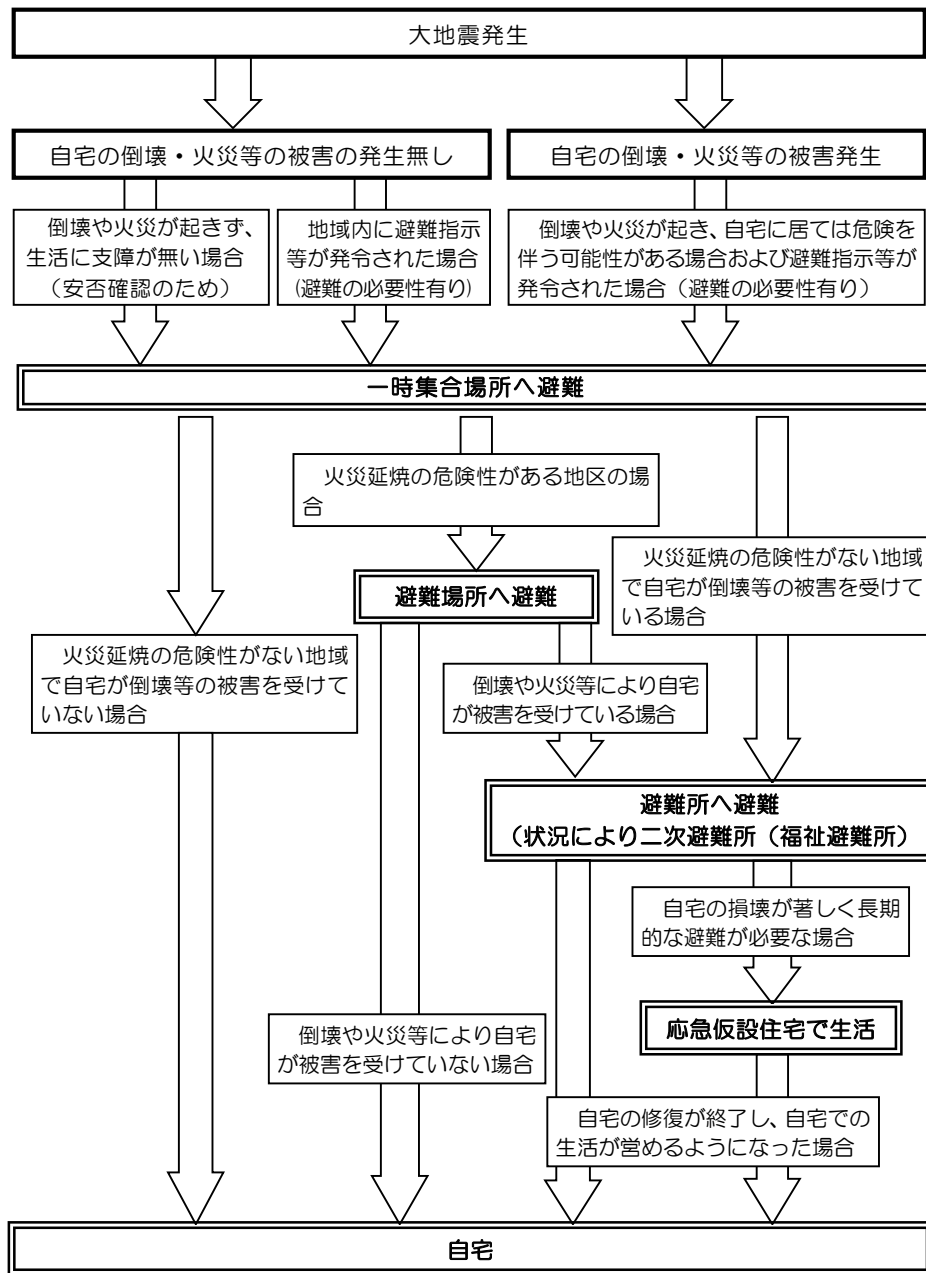 大地震発生
自宅の倒壊・火災等の被害の発生無し
自宅の倒壊・火災等の被害発生
倒壊や火災が起きず、
生活に支障が無い場合
（安否確認のため）
地域内に避難指示
等が発令された場合
(避難の必要性有り)
倒壊や火災が起き、自宅に居ては危険を
伴う可能性がある場合および避難指示等が
発令された場合（避難の必要性有り）
一時集合場所へ避難
火災延焼の危険性がある地区の場
合
火災延焼の危険性がない地域
で自宅が倒壊等の被害を受けて
いる場合
避難場所へ避難
火災延焼の危険性がない地域
で自宅が倒壊等の被害を受けて
いない場合
倒壊や火災等により自宅
が被害を受けている場合
避難所へ避難
（状況により二次避難所（福祉避難所）
自宅の損壊が著しく長期
的な避難が必要な場合
応急仮設住宅で生活
倒壊や火災等により自宅
が被害を受けていない場合
自宅の修復が終了し、自宅での
生活が営めるようになった場合
自宅